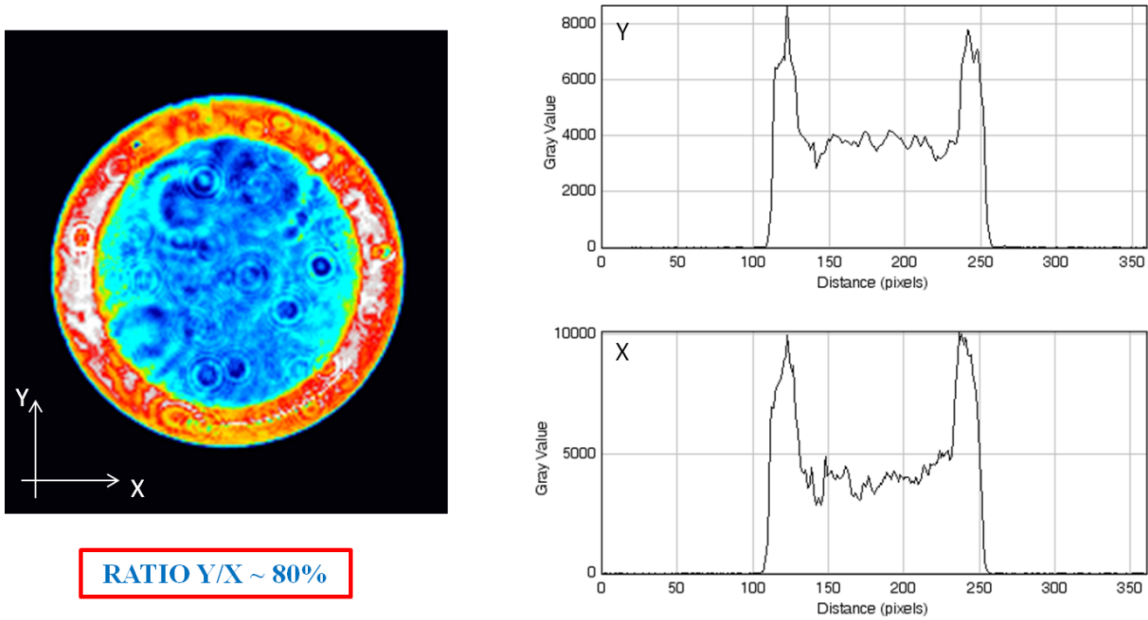 Y
X
RATIO Y/X ~ 80%
Y
Gray Value
8000
6000
4000
2000
0
0 50 100 150 200 250 300 350
Distance (pixels)
X
Gray Value
10000
5000
0
0 50 100 150 200 250 300 350
Distance (pixels)